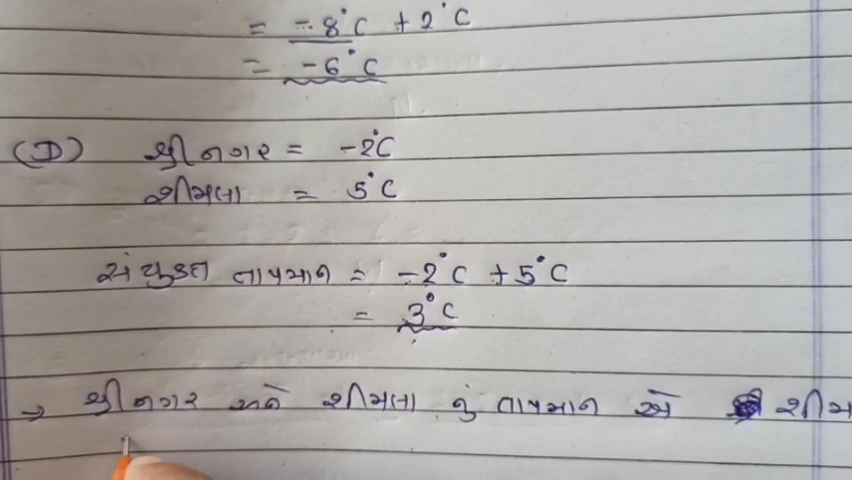 = -8°C + 2°C
= -6°C
(D) શ્રીનગર = -2°C
શીમલા = 5°C
સંયુક્ત તાપમાન = -2°C + 5°C
= 3°C
→ શ્રીનગર અને શીમલા નું તાપમાન એ શીમ